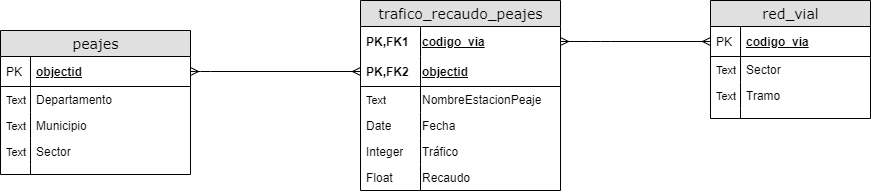 peajes
PK objectid
Text Departamento
Text Municipio
Text Sector
trafico_recaudo_peajes
PK,FK1 codigo_via
PK,FK2 objectid
Text NombreEstacionPeaje
Date Fecha
Integer Tráfico
Float Recaudo
red_vial
PK codigo_via
Text Sector
Text Tramo